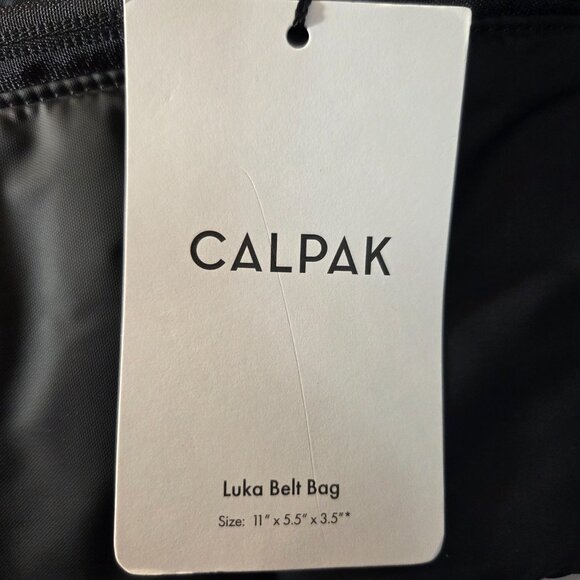 CALPAK
Luka Belt Bag
Size: 11" x 5.5" x 3.5"*